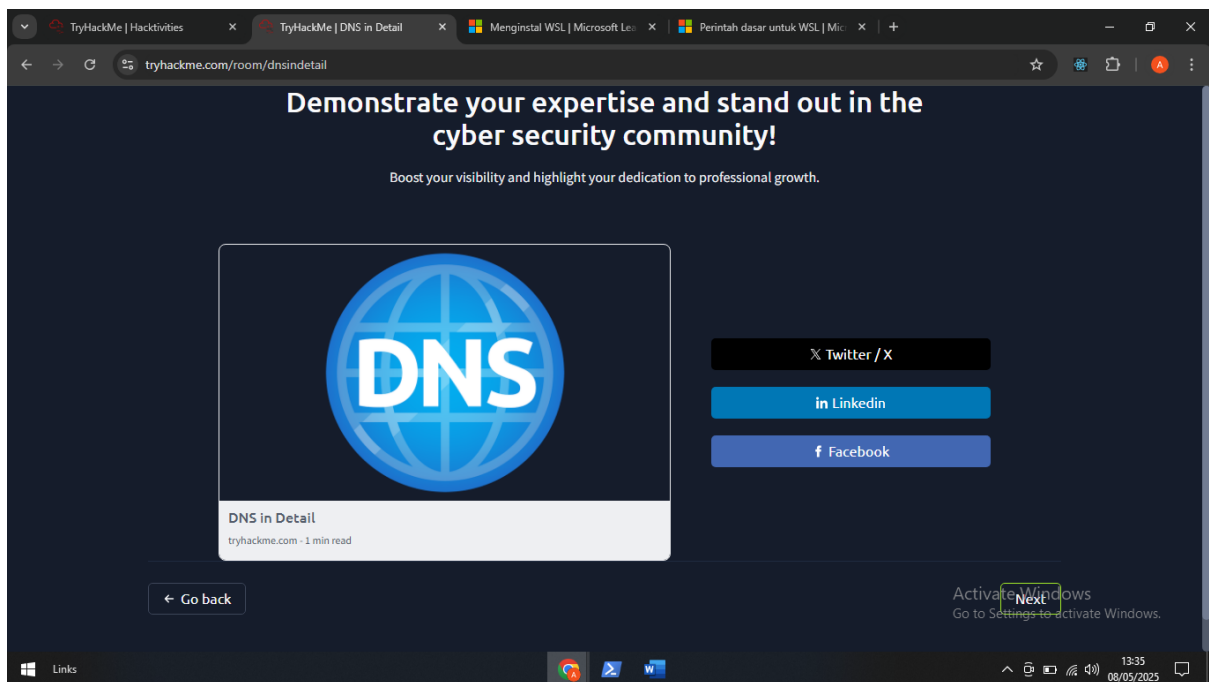 TryHackMe | Hacktivities
TryHackMe | DNS in Detail
Menginstal WSL | Microsoft Lea
Perintah dasar untuk WSL | Mic
tryhackme.com/room/dnsindetail
A
Demonstrate your expertise and stand out in the
cyber security community!
Boost your visibility and highlight your dedication to professional growth.
DNS
𝕏 Twitter / X
in Linkedin
f Facebook
DNS in Detail
tryhackme.com - 1 min read
← Go back
Next
Activate Windows
Go to Settings to activate Windows.
Links
13:35
08/05/2025